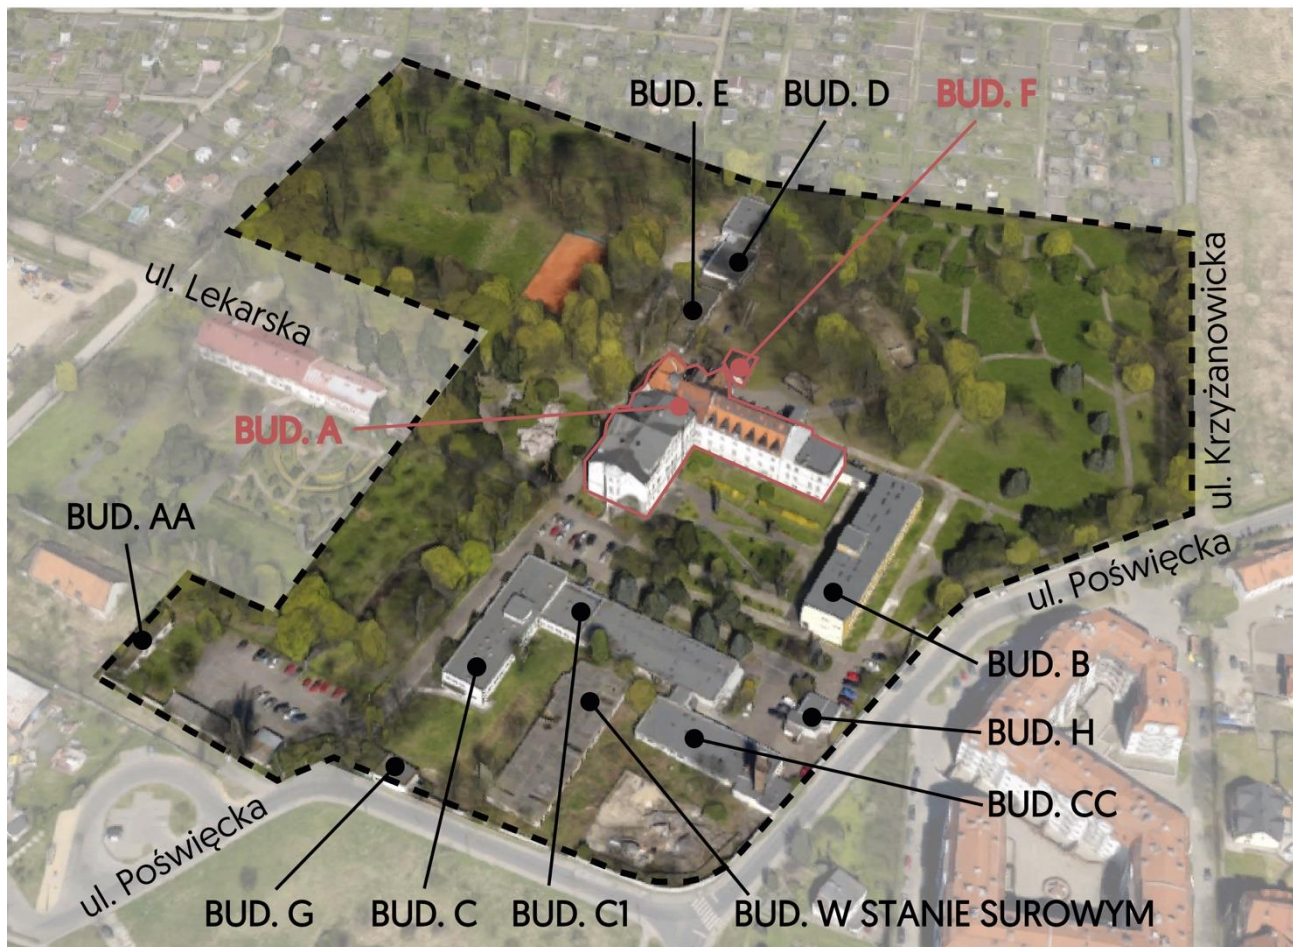 BUD. E
BUD. D
BUD. F
ul. Lekarska
ul. Krzyżanowicka
BUD. A
BUD. AA
ul. Poświęcka
BUD. B
BUD. H
BUD. CC
ul. Poświęcka
BUD. G
BUD. C
BUD. C1
BUD. W STANIE SUROWYM